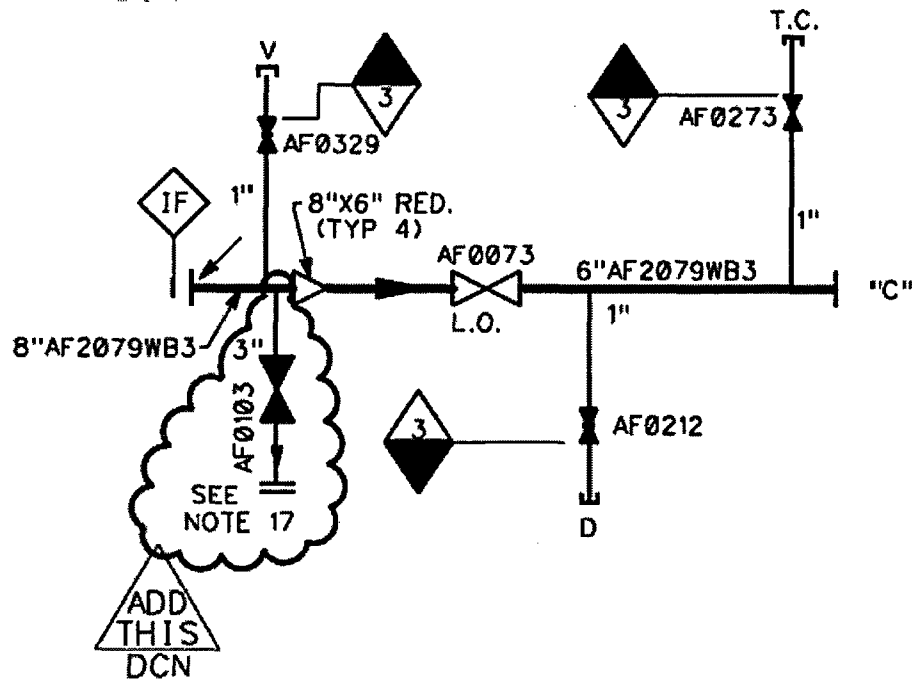 T.C.
V
3
3
AF0329
AF0273
IF
1"
8"X6" RED.
(TYP 4)
1"
AF0073
6"AF2079WB3
"C"
L.O.
1"
8"AF2079WB3
3"
AF0103
3
AF0212
SEE
NOTE 17
D
ADD
THIS
DCN